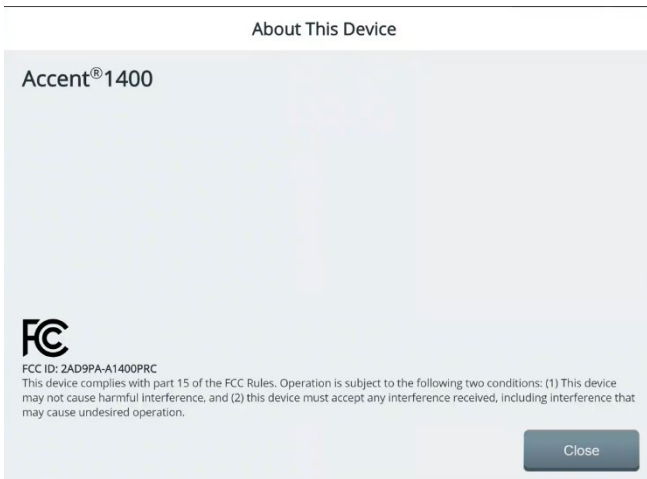 About This Device
Accent®1400
FC
FCC ID: 2AD9PA-A1400PRC
This device complies with part 15 of the FCC Rules. Operation is subject to the following two conditions: (1) This device
may not cause harmful interference, and (2) this device must accept any interference received, including interference that
may cause undesired operation.
Close